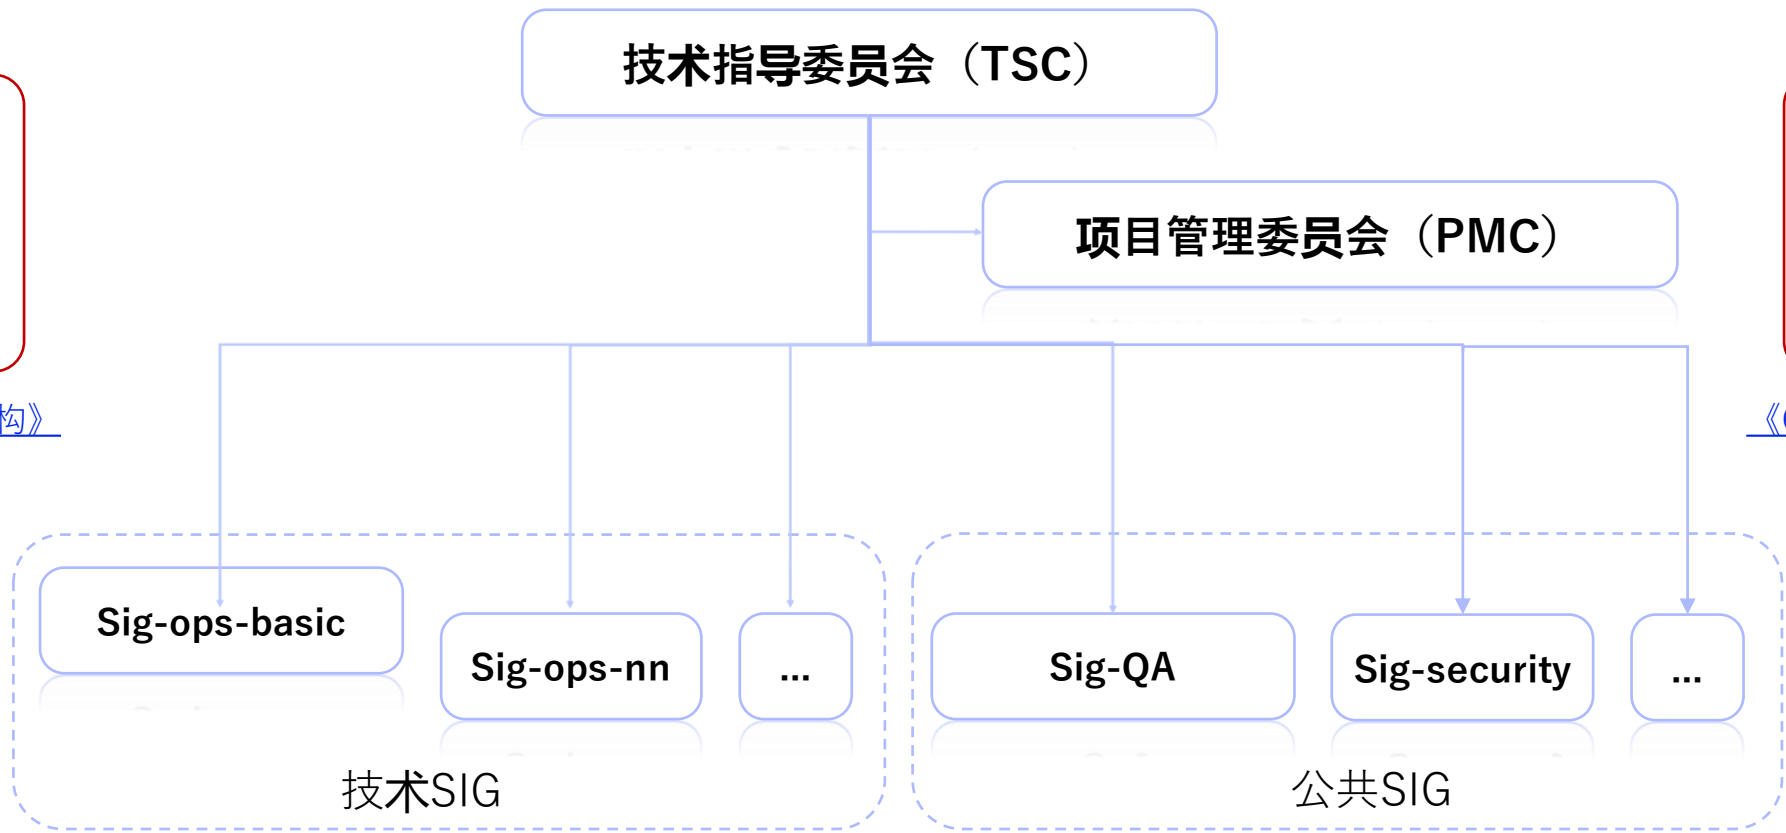 技术指导委员会（TSC）
项目管理委员会（PMC）
构》
《
Sig-ops-basic
Sig-ops-nn
...
Sig-QA
Sig-security
...
技术SIG
公共SIG